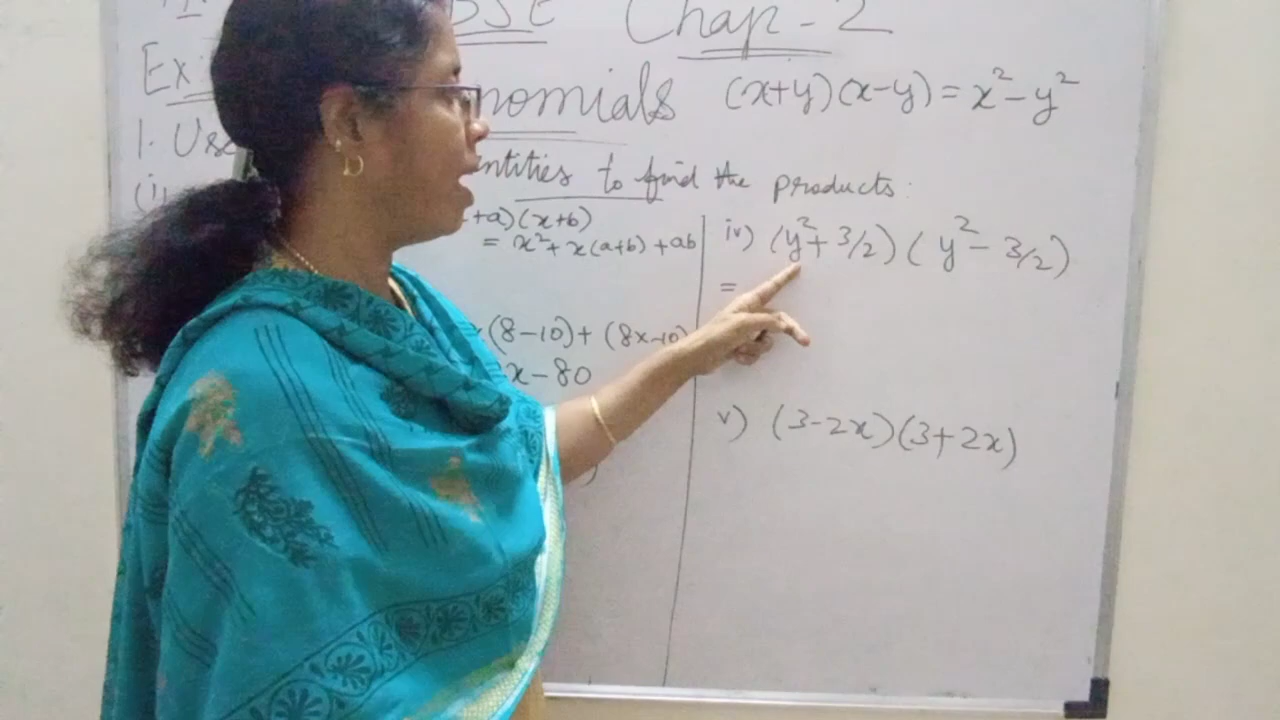 BSE Chap - 2
Ex nomials (x+y)(x-y) = x² - y²
1. Use ntities to find the products:
+a)(x+b)
= x² + x(a+b) + ab
(8-10) + (8x-10)
x - 80
iv) (y² + 3/2) ( y² - 3/2)
=
v) (3-2x)(3+2x)